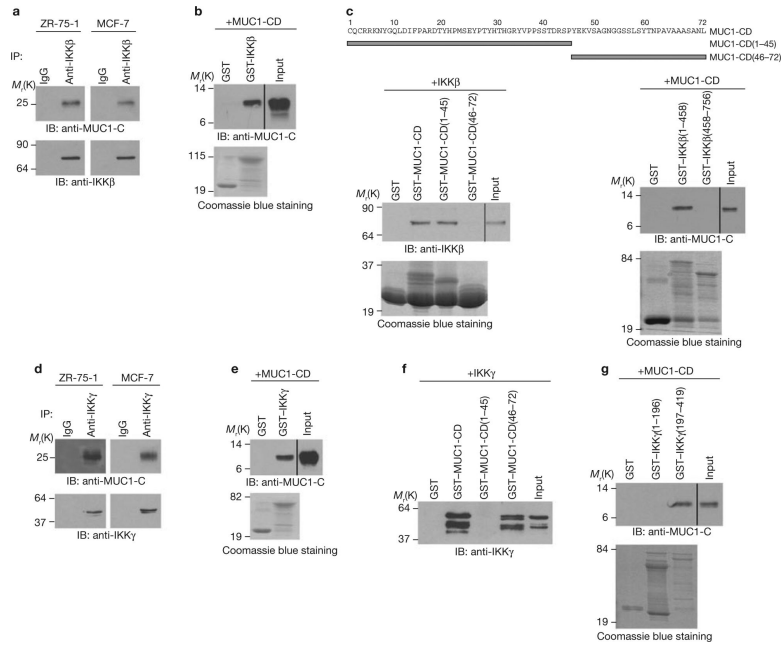 a
ZR-75-1 MCF-7
IP: IgG Anti-IKKβ IgG Anti-IKKβ
Mr(K)
25
IB: anti-MUC1-C
90
64
IB: anti-IKKβ
b
+MUC1-CD
GST GST–IKKβ Input
Mr(K)
14
6
IB: anti-MUC1-C
115
19
Coomassie blue staining
c
1 10 20 30 40 50 60 72
CQCRRKNYGQLDIFPARDTYHPMSEYPTYHTHGRYVPPSSTDRSPYEKVSAGNGGSSLSYTNPAVAAASANL MUC1-CD
MUC1-CD(1–45)
MUC1-CD(46–72)
+IKKβ
GST GST–MUC1-CD GST–MUC1-CD(1–45) GST–MUC1-CD(46–72) Input
Mr(K)
90
64
IB: anti-IKKβ
37
19
Coomassie blue staining
+MUC1-CD
GST GST–IKKβ(1–458) GST–IKKβ(458–756) Input
Mr(K)
14
6
IB: anti-MUC1-C
84
19
Coomassie blue staining
d
ZR-75-1 MCF-7
IP: IgG Anti-IKKγ IgG Anti-IKKγ
Mr(K)
25
IB: anti-MUC1-C
64
37
IB: anti-IKKγ
e
+MUC1-CD
GST GST–IKKγ Input
Mr(K)
14
6
IB: anti-MUC1-C
82
19
Coomassie blue staining
f
+IKKγ
GST GST–MUC1-CD GST–MUC1-CD(1–45) GST–MUC1-CD(46–72) Input
Mr(K)
64
37
IB: anti-IKKγ
g
+MUC1-CD
GST GST–IKKγ(1–196) GST–IKKγ(197–419) Input
Mr(K)
14
6
IB: anti-MUC1-C
84
19
Coomassie blue staining